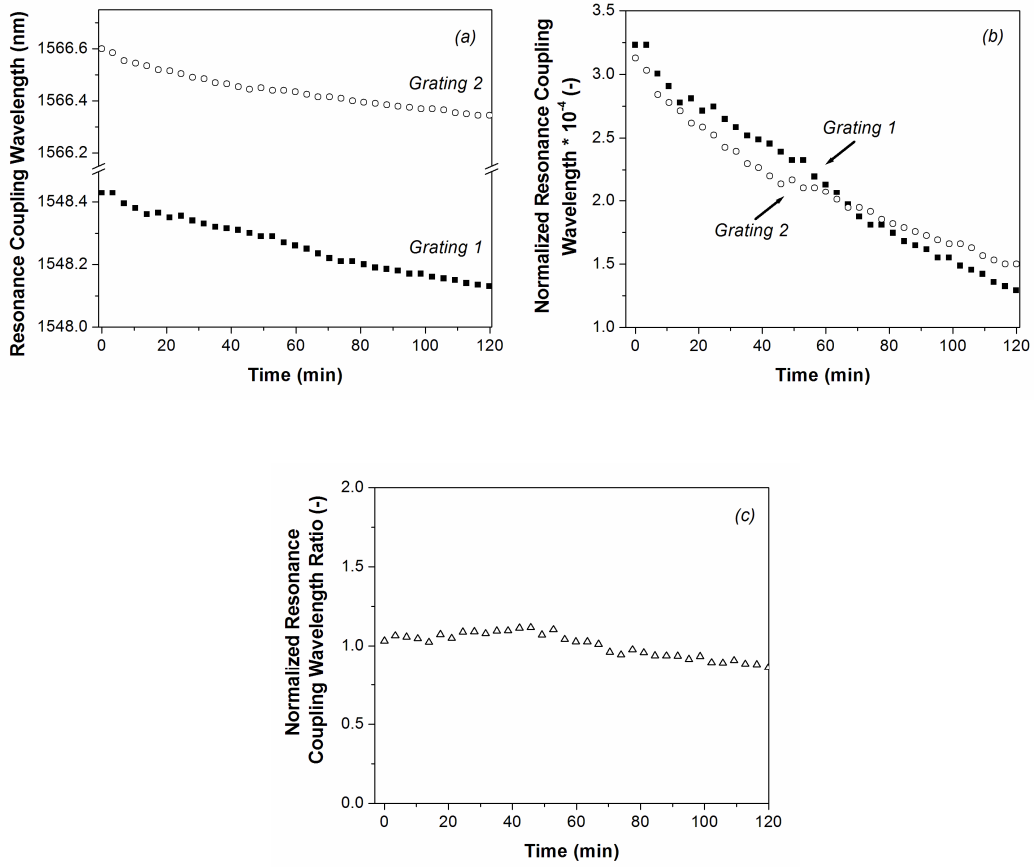 (a)
Resonance Coupling Wavelength (nm)
1566.6
1566.4
1566.2
1548.4
1548.2
1548.0
Grating 2
Grating 1
0 20 40 60 80 100 120
Time (min)
(b)
Normalized Resonance Coupling
Wavelength * 10⁻⁴ (-)
3.5
3.0
2.5
2.0
1.5
1.0
Grating 1
Grating 2
0 20 40 60 80 100 120
Time (min)
(c)
Normalized Resonance
Coupling Wavelength Ratio (-)
2.0
1.5
1.0
0.5
0.0
0 20 40 60 80 100 120
Time (min)